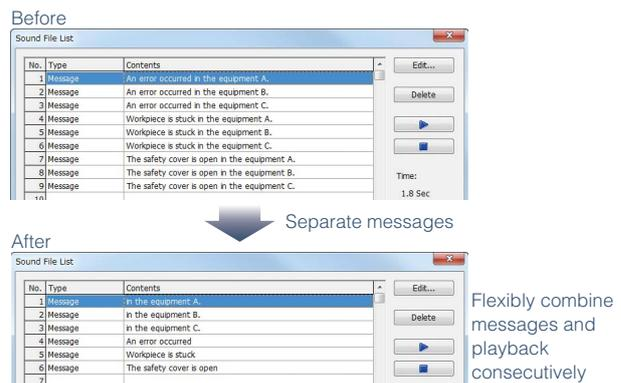 Before
Sound File List
No. Type Contents Edit...
1 Message An error occurred in the equipment A.
2 Message An error occurred in the equipment B.
Delete
3 Message An error occurred in the equipment C.
4 Message Workpiece is stuck in the equipment A.
5 Message Workpiece is stuck in the equipment B.
6 Message Workpiece is stuck in the equipment C.
7 Message The safety cover is open in the equipment A.
8 Message The safety cover is open in the equipment B.
Time:
9 Message The safety cover is open in the equipment C.
1.8 Sec
10
Separate messages
After
Sound File List
No. Type Contents Edit...
1 Message in the equipment A.
2 Message in the equipment B.
Delete
3 Message in the equipment C.
4 Message An error occurred
5 Message Workpiece is stuck
6 Message The safety cover is open
7
Flexibly combine
messages and
playback
consecutively